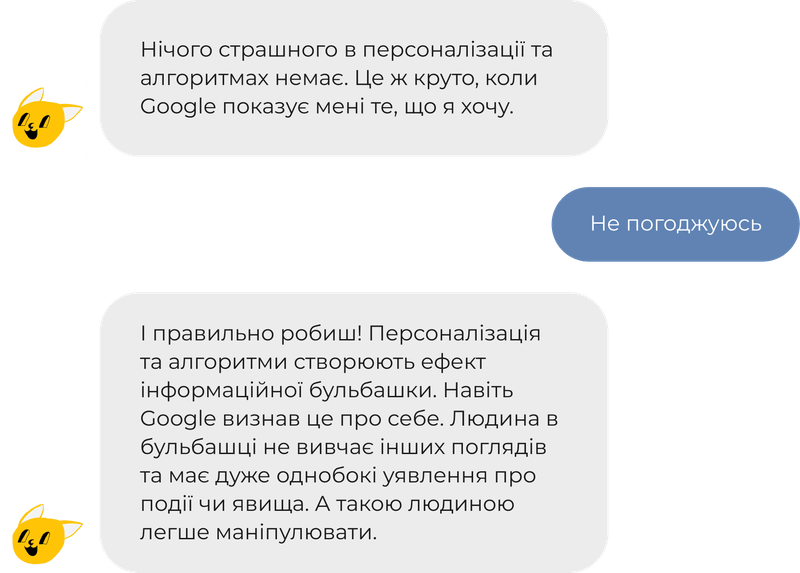 Нічого страшного в персоналізації та
алгоритмах немає. Це ж круто, коли
Google показує мені те, що я хочу.
Не погоджуюсь
І правильно робиш! Персоналізація
та алгоритми створюють ефект
інформаційної бульбашки. Навіть
Google визнав це про себе. Людина в
бульбашці не вивчає інших поглядів
та має дуже однобокі уявлення про
події чи явища. А такою людиною
легше маніпулювати.